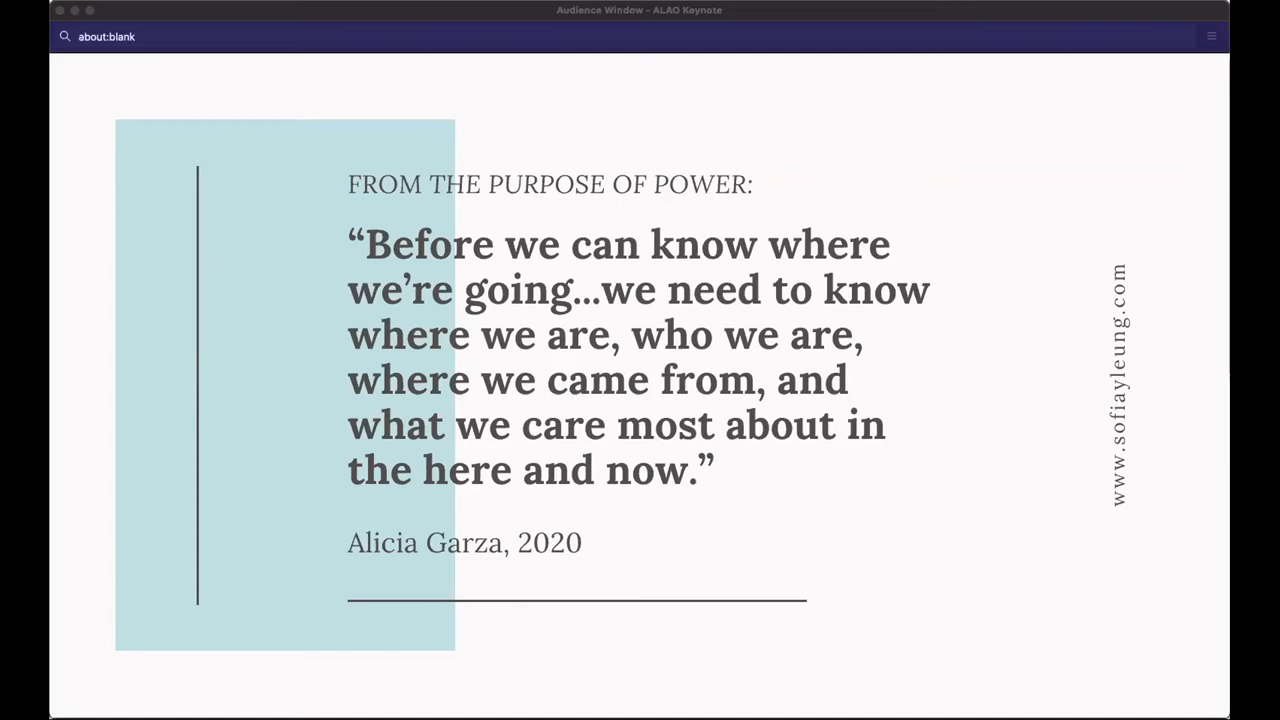 Audience Window - ALAO Keynote
about:blank
FROM THE PURPOSE OF POWER:
“Before we can know where
we’re going...we need to know
where we are, who we are,
where we came from, and
what we care most about in
the here and now.”
Alicia Garza, 2020
www.sofiayleung.com